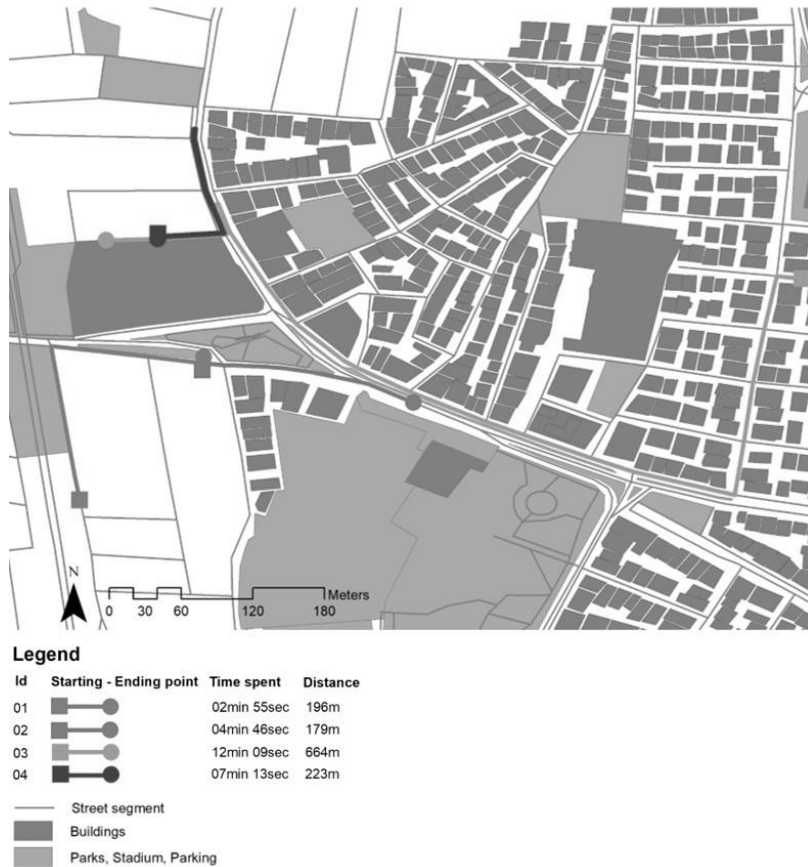 N
Meters
0 30 60 120 180
Legend
Id Starting - Ending point Time spent Distance
01 02min 55sec 196m
02 04min 46sec 179m
03 12min 09sec 664m
04 07min 13sec 223m
Street segment
Buildings
Parks, Stadium, Parking